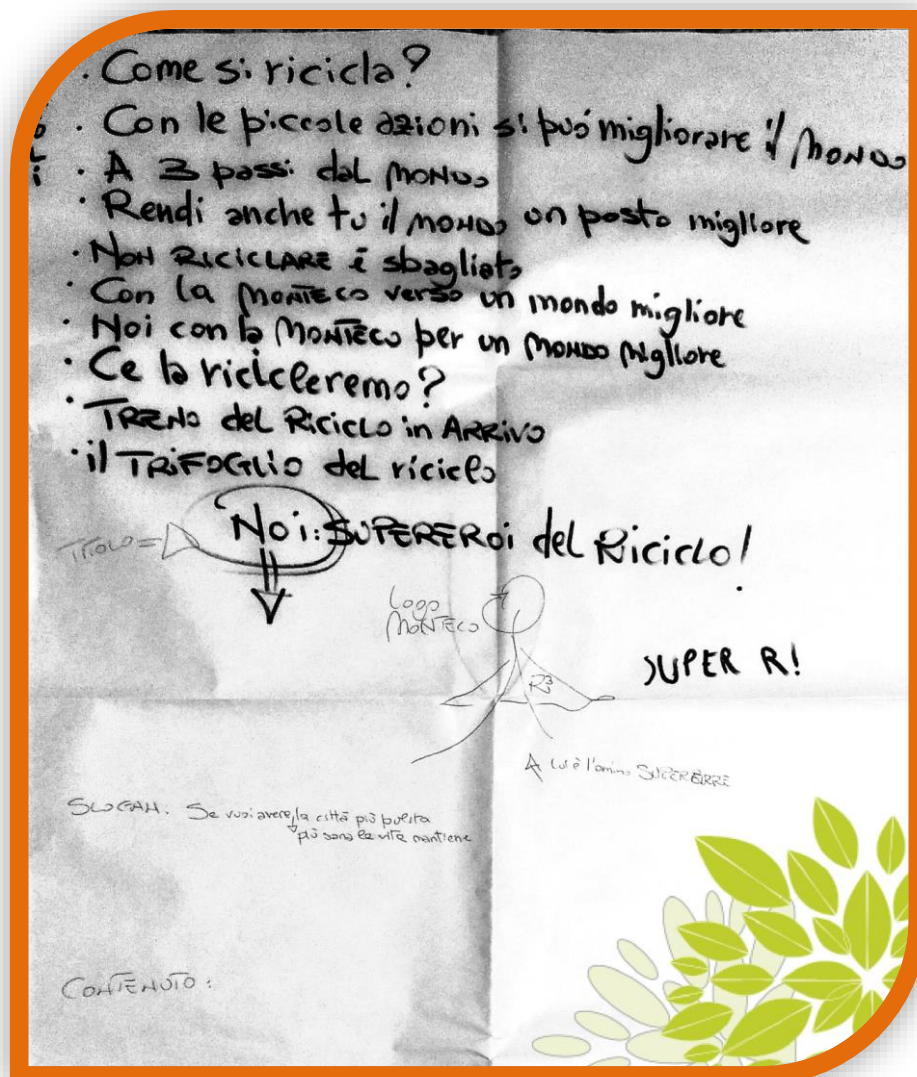 · Come si ricicla?
· Con le piccole azioni si puó migliorare il MONDO
· A 3 passi dal MONDO
· Rendi anche tu il MONDO un posto migliore
· NON RICICLARE è sbagliato
· Con la MONTECO verso un mondo migliore
· Noi con la MONTECO per un MONDO Migliore
· Ce la ricicleremo?
· TRENO del Riciclo in ARRIVO
· il TRIFOGLIO del riciclo
Noi: SUPEREROI del Riciclo!
Logo
MONTECO
R3
SUPER R!
Lui è l'omino SUPERERRE
SLOGAN. Se vuoi avere la città più pulita
più sana la vita mantiene
CONTENUTO: